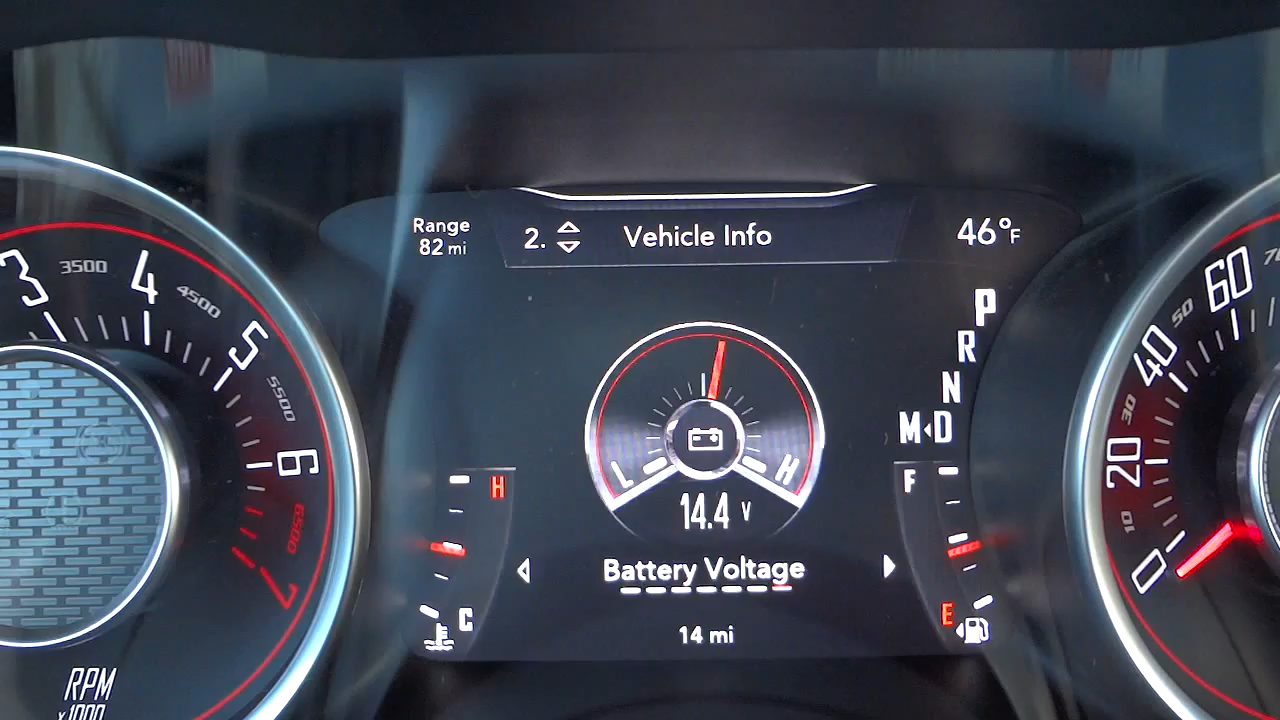 Range
82 mi
2.
Vehicle Info
46°F
3
3500
4
4500
5
5500
6
6500
7
RPM
x1000
P
R
N
M D
L
H
14.4 V
Battery Voltage
14 mi
H
C
F
E
0
10
20
30
40
50
60